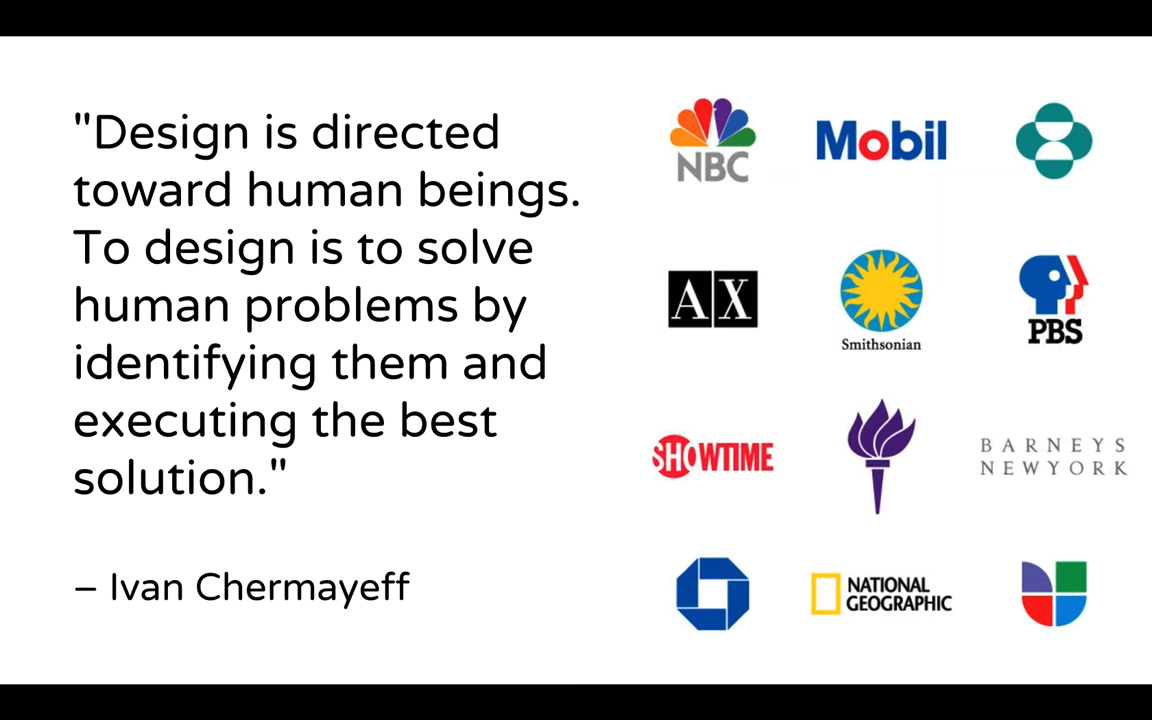 "Design is directed
toward human beings.
To design is to solve
human problems by
identifying them and
executing the best
solution."
– Ivan Chermayeff
NBC
Mobil
AX
Smithsonian
PBS
SHOWTIME
BARNEYS
NEWYORK
NATIONAL
GEOGRAPHIC